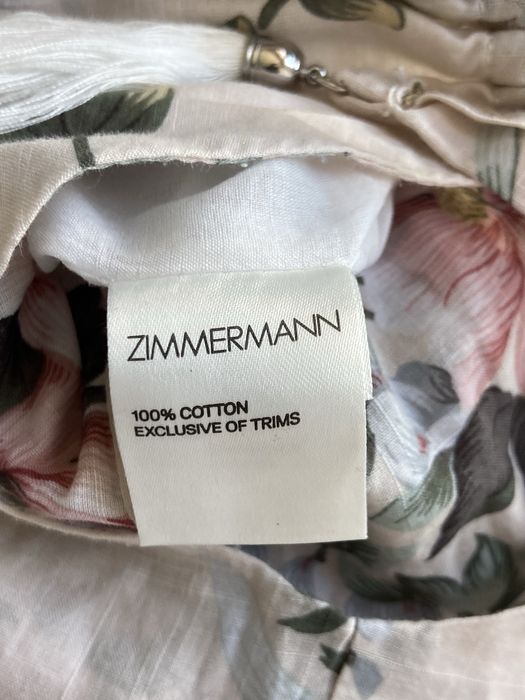 ZIMMERMANN
100% COTTON
EXCLUSIVE OF TRIMS